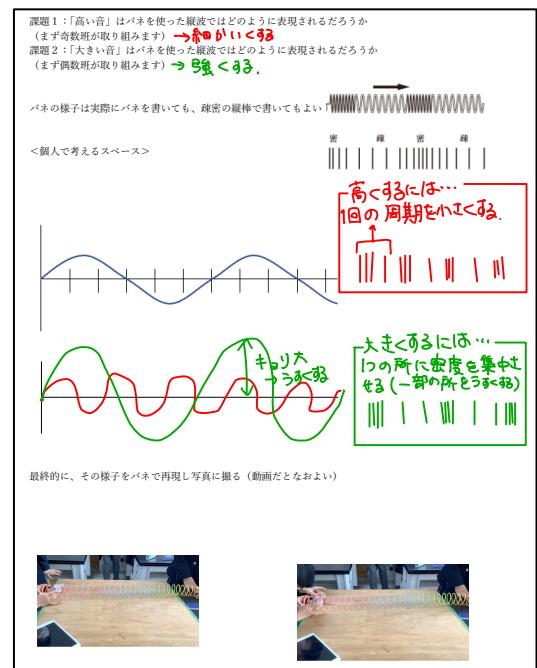 課題1：「高い音」はバネを使った縦波ではどのように表現されるだろうか
（まず奇数班が取り組みます）→細かいくする
課題2：「大きい音」はバネを使った縦波ではどのように表現されるだろうか
（まず偶数班が取り組みます）→強くする.
バネの様子は実際にバネを書いても、疎密の縦棒で書いてもよい！
密 疎 密 疎
＜個人で考えるスペース＞
高くするには…
1回の周期を小さくする.
大きくするには…
1つの所に密度を集中さ
せる(一部の所をうすくする)
キョリ大
→うすくする
最終的に、その様子をバネで再現し写真に撮る（動画だとなおよい）